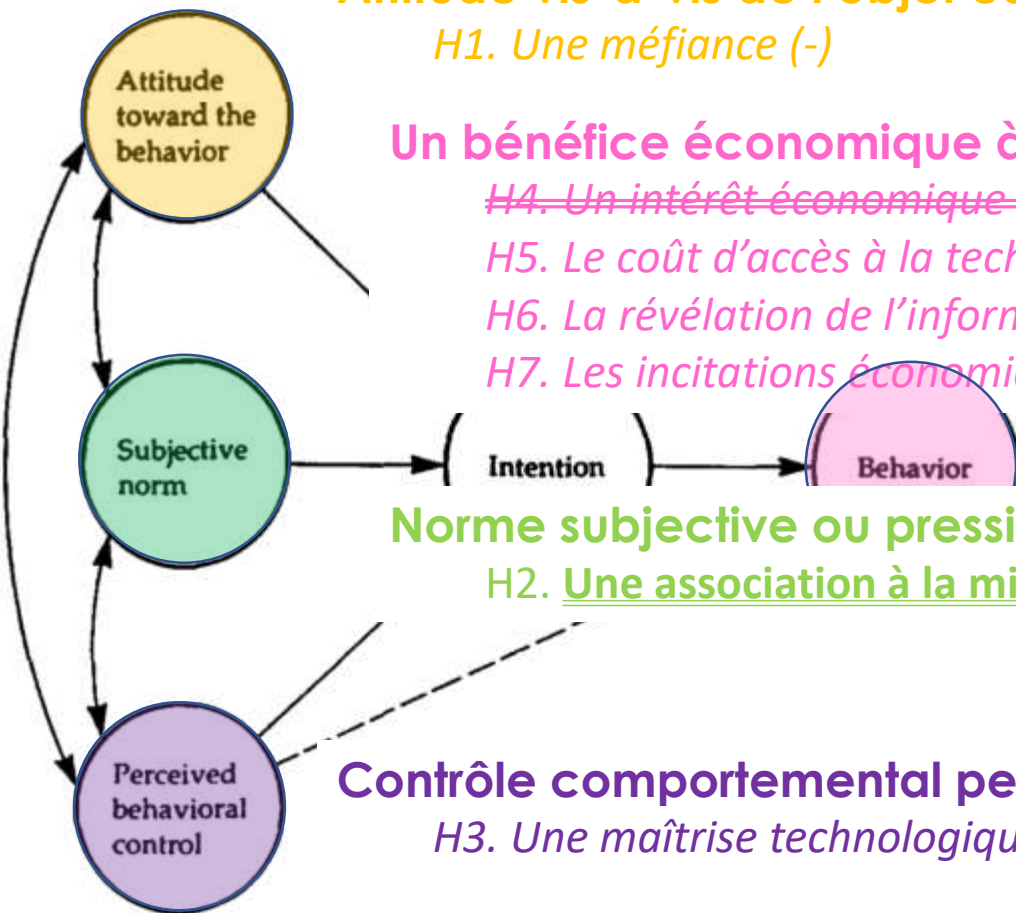 H1. Une méfiance (-)
Attitude
toward the
behavior
Un bénéfice économique à
H4. Un intérêt économique
H5. Le coût d’accès à la tech
H6. La révélation de l’inform
H7. Les incitations économi
Subjective
norm
Intention
Behavior
Norme subjective ou pressi
H2. Une association à la mi
Perceived
behavioral
control
Contrôle comportemental pe
H3. Une maîtrise technologiqu